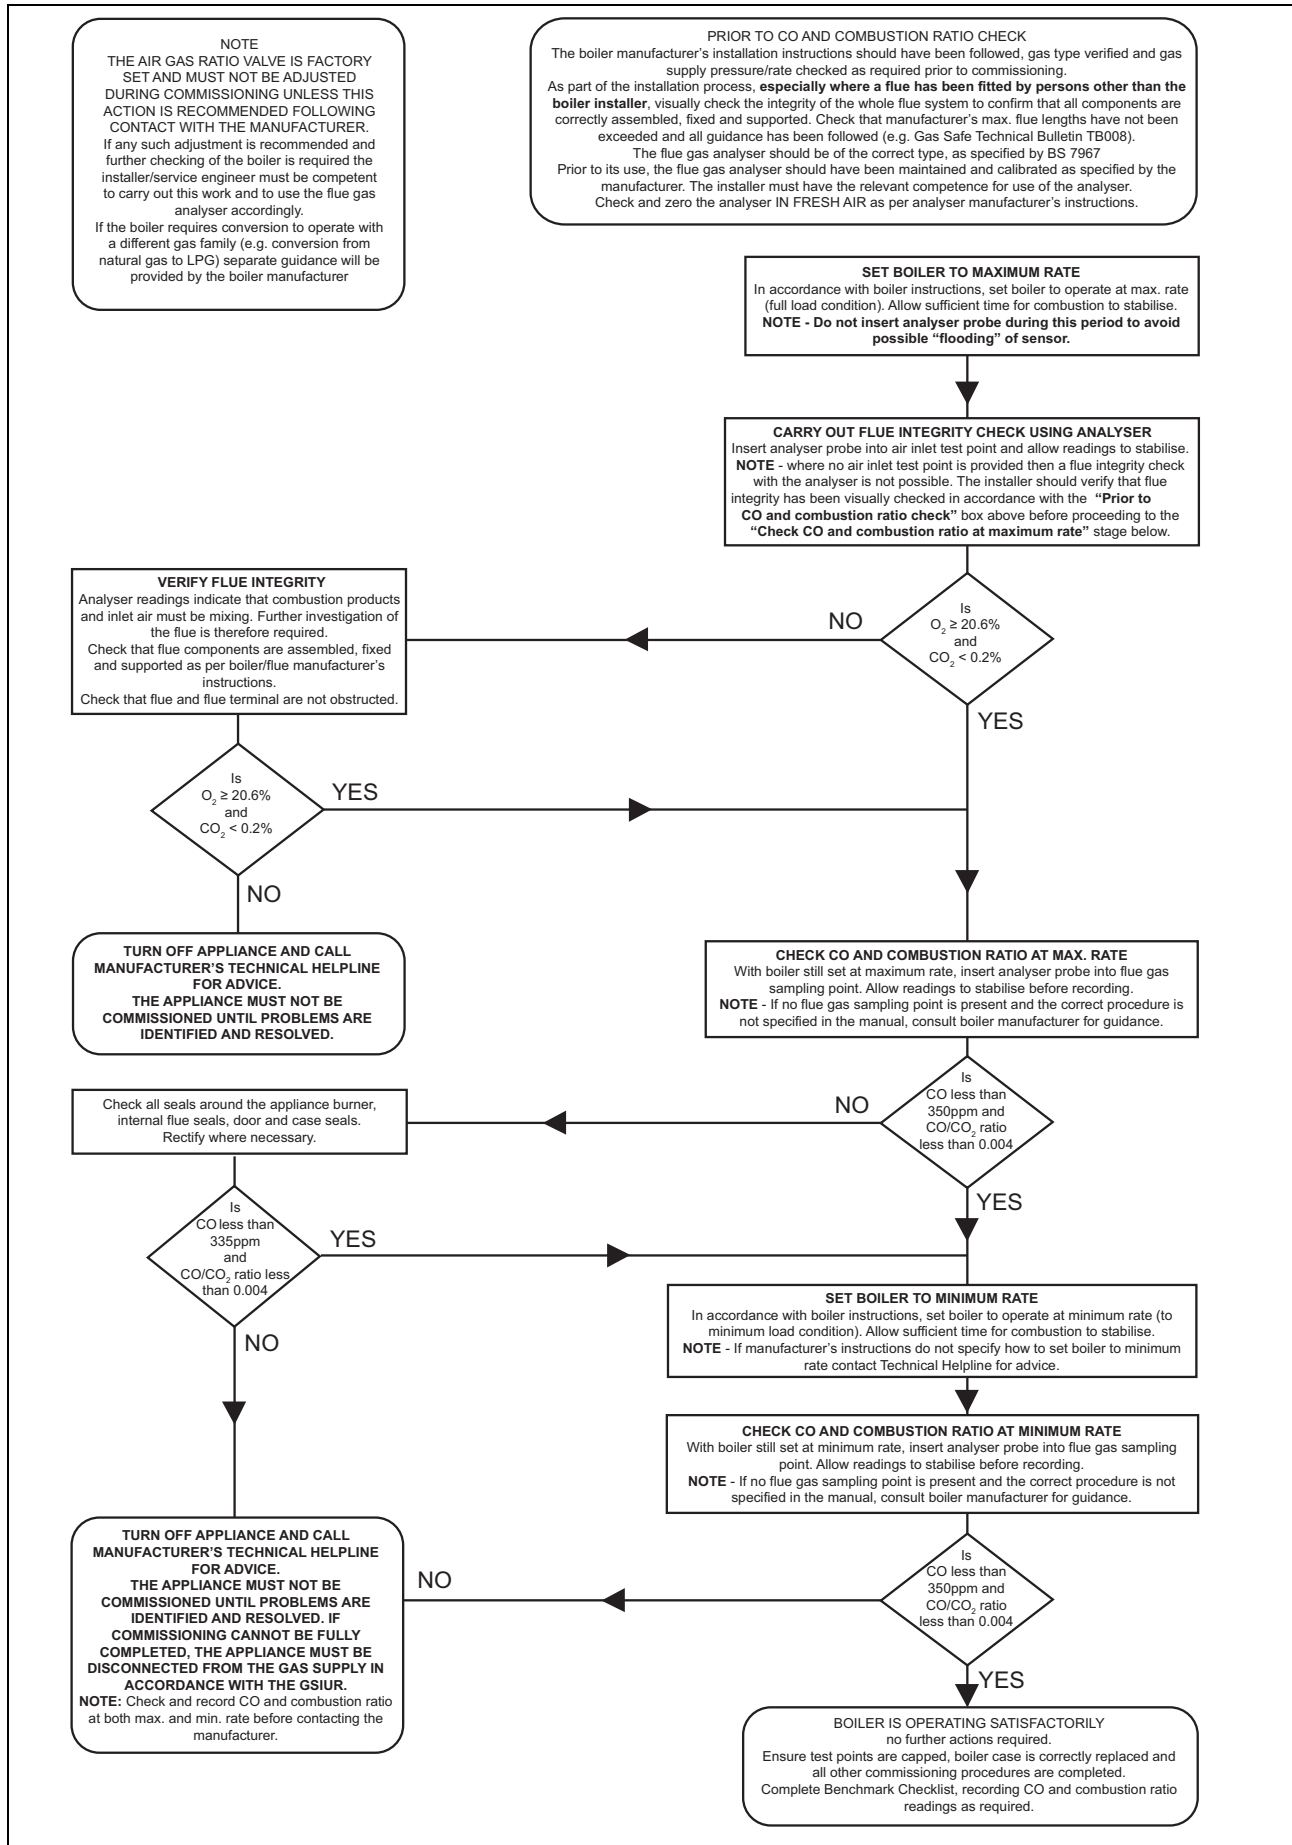 NOTE
THE AIR GAS RATIO VALVE IS FACTORY
SET AND MUST NOT BE ADJUSTED
DURING COMMISSIONING UNLESS THIS
ACTION IS RECOMMENDED FOLLOWING
CONTACT WITH THE MANUFACTURER.
If any such adjustment is recommended and
further checking of the boiler is required the
installer/service engineer must be competent
to carry out this work and to use the flue gas
analyser accordingly.
If the boiler requires conversion to operate with
a different gas family (e.g. conversion from
natural gas to LPG) separate guidance will be
provided by the boiler manufacturer
PRIOR TO CO AND COMBUSTION RATIO CHECK
The boiler manufacturer's installation instructions should have been followed, gas type verified and gas
supply pressure/rate checked as required prior to commissioning.
As part of the installation process, especially where a flue has been fitted by persons other than the
boiler installer, visually check the integrity of the whole flue system to confirm that all components are
correctly assembled, fixed and supported. Check that manufacturer's max. flue lengths have not been
exceeded and all guidance has been followed (e.g. Gas Safe Technical Bulletin TB008).
The flue gas analyser should be of the correct type, as specified by BS 7967
Prior to its use, the flue gas analyser should have been maintained and calibrated as specified by the
manufacturer. The installer must have the relevant competence for use of the analyser.
Check and zero the analyser IN FRESH AIR as per analyser manufacturer's instructions.
SET BOILER TO MAXIMUM RATE
In accordance with boiler instructions, set boiler to operate at max. rate
(full load condition). Allow sufficient time for combustion to stabilise.
NOTE - Do not insert analyser probe during this period to avoid
possible "flooding" of sensor.
CARRY OUT FLUE INTEGRITY CHECK USING ANALYSER
Insert analyser probe into air inlet test point and allow readings to stabilise.
NOTE - where no air inlet test point is provided then a flue integrity check
with the analyser is not possible. The installer should verify that flue
integrity has been visually checked in accordance with the "Prior to
CO and combustion ratio check" box above before proceeding to the
"Check CO and combustion ratio at maximum rate" stage below.
Is
O₂ ≥ 20.6%
and
CO₂ < 0.2%
NO
YES
VERIFY FLUE INTEGRITY
Analyser readings indicate that combustion products
and inlet air must be mixing. Further investigation of
the flue is therefore required.
Check that flue components are assembled, fixed
and supported as per boiler/flue manufacturer's
instructions.
Check that flue and flue terminal are not obstructed.
Is
O₂ ≥ 20.6%
and
CO₂ < 0.2%
YES
NO
TURN OFF APPLIANCE AND CALL
MANUFACTURER'S TECHNICAL HELPLINE
FOR ADVICE.
THE APPLIANCE MUST NOT BE
COMMISSIONED UNTIL PROBLEMS ARE
IDENTIFIED AND RESOLVED.
CHECK CO AND COMBUSTION RATIO AT MAX. RATE
With boiler still set at maximum rate, insert analyser probe into flue gas
sampling point. Allow readings to stabilise before recording.
NOTE - If no flue gas sampling point is present and the correct procedure is
not specified in the manual, consult boiler manufacturer for guidance.
Is
CO less than
350ppm and
CO/CO₂ ratio
less than 0.004
NO
YES
Check all seals around the appliance burner,
internal flue seals, door and case seals.
Rectify where necessary.
Is
CO less than
335ppm
and
CO/CO₂ ratio less
than 0.004
YES
NO
SET BOILER TO MINIMUM RATE
In accordance with boiler instructions, set boiler to operate at minimum rate (to
minimum load condition). Allow sufficient time for combustion to stabilise.
NOTE - If manufacturer's instructions do not specify how to set boiler to minimum
rate contact Technical Helpline for advice.
CHECK CO AND COMBUSTION RATIO AT MINIMUM RATE
With boiler still set at minimum rate, insert analyser probe into flue gas sampling
point. Allow readings to stabilise before recording.
NOTE - If no flue gas sampling point is present and the correct procedure is not
specified in the manual, consult boiler manufacturer for guidance.
Is
CO less than
350ppm and
CO/CO₂ ratio
less than 0.004
NO
YES
TURN OFF APPLIANCE AND CALL
MANUFACTURER'S TECHNICAL HELPLINE
FOR ADVICE.
THE APPLIANCE MUST NOT BE
COMMISSIONED UNTIL PROBLEMS ARE
IDENTIFIED AND RESOLVED. IF
COMMISSIONING CANNOT BE FULLY
COMPLETED, THE APPLIANCE MUST BE
DISCONNECTED FROM THE GAS SUPPLY IN
ACCORDANCE WITH THE GSIUR.
NOTE: Check and record CO and combustion ratio
at both max. and min. rate before contacting the
manufacturer.
BOILER IS OPERATING SATISFACTORILY
no further actions required.
Ensure test points are capped, boiler case is correctly replaced and
all other commissioning procedures are completed.
Complete Benchmark Checklist, recording CO and combustion ratio
readings as required.